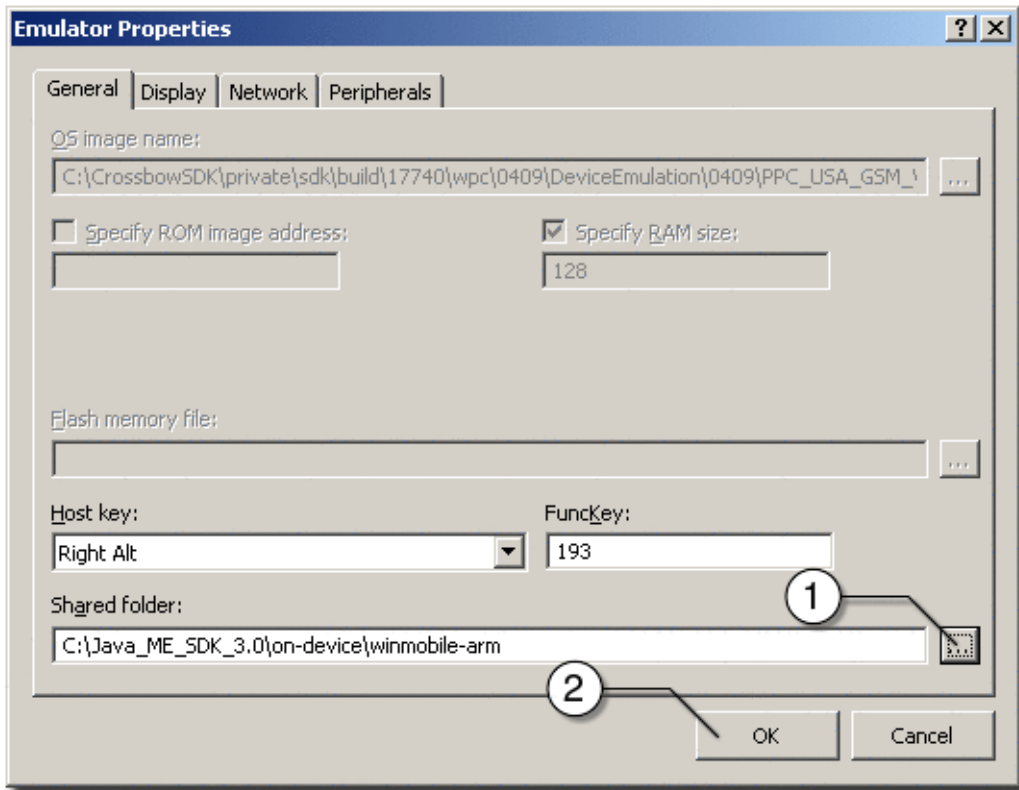 Emulator Properties
General Display Network Peripherals
OS image name:
C:\CrossbowSDK\private\sdk\build\17740\wpc\0409\DeviceEmulation\0409\PPC_USA_GSM_\ ...
Specify ROM image address: Specify RAM size:
128
Flash memory file:
...
Host key: FuncKey:
Right Alt 193
1
Shared folder:
C:\Java_ME_SDK_3.0\on-device\winmobile-arm ...
2
OK Cancel